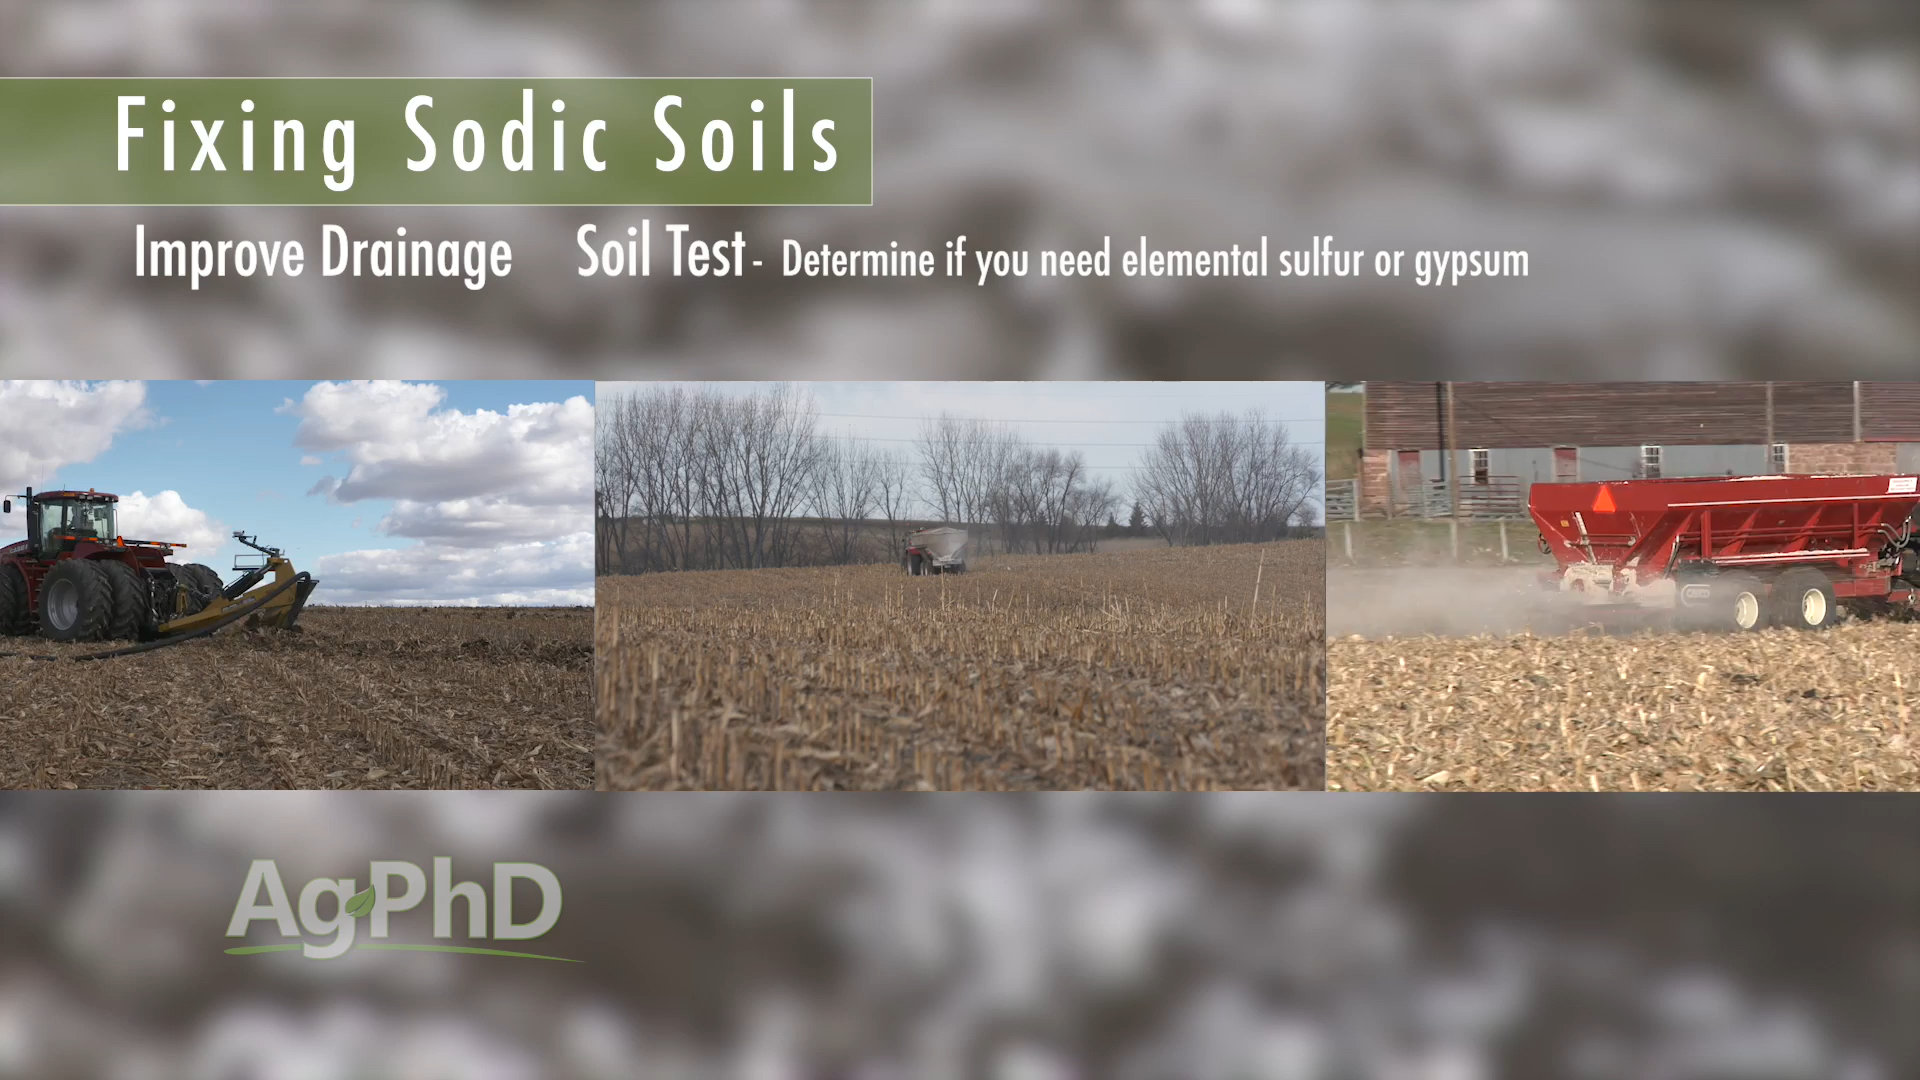 Fixing Sodic Soils
Improve Drainage Soil Test - Determine if you need elemental sulfur or gypsum
AgPhD